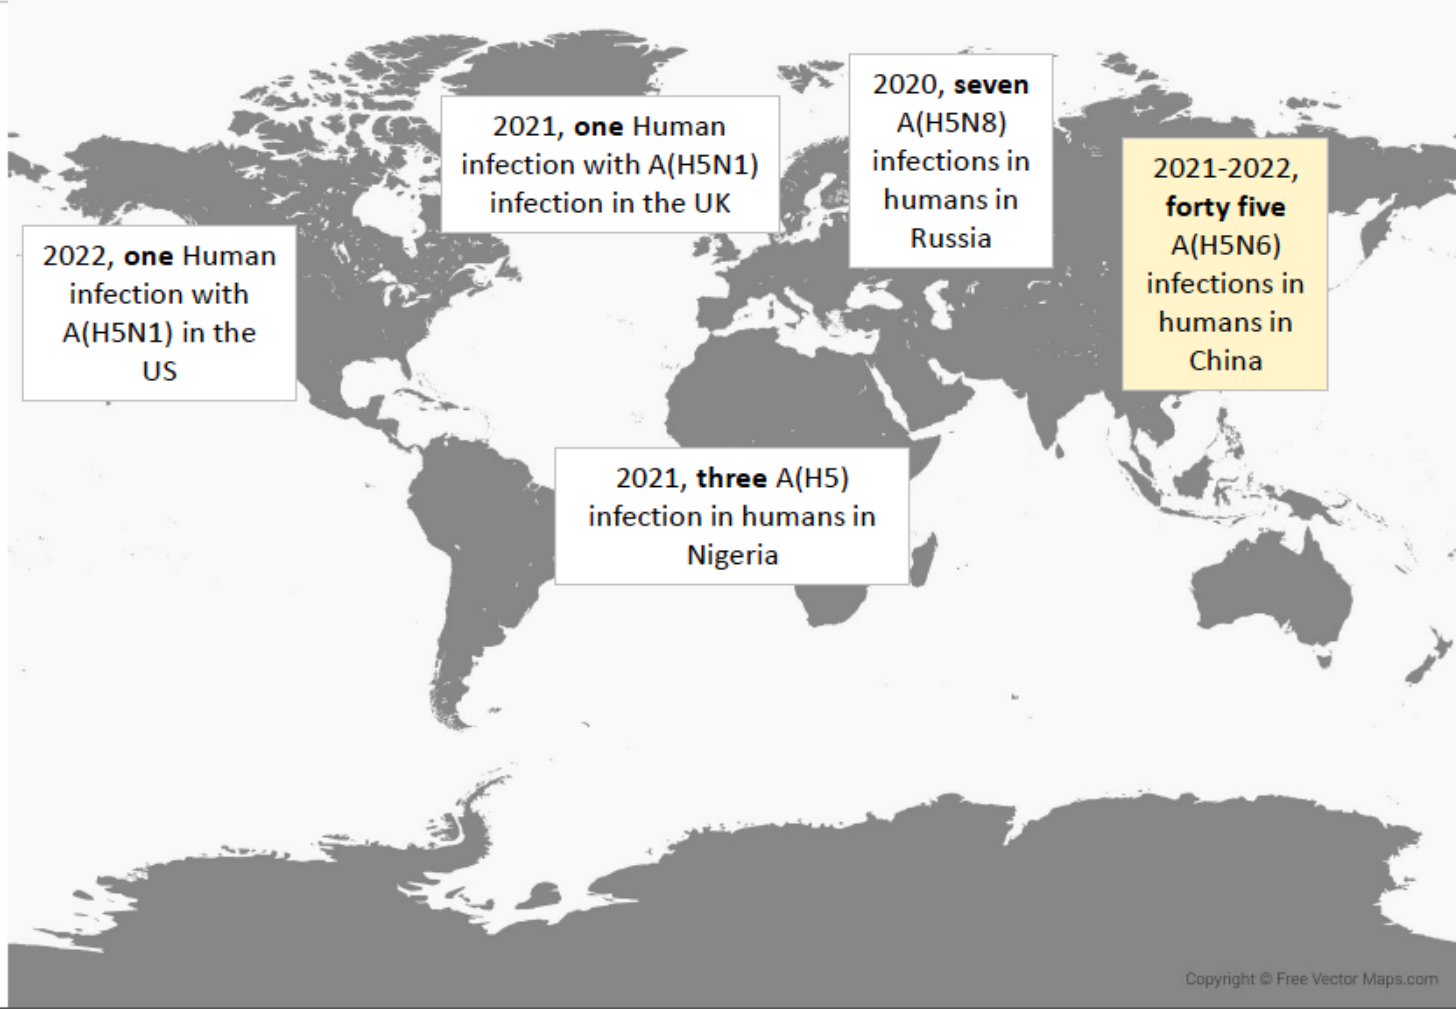 2020, seven
A(H5N8)
infections in
humans in
Russia
2021, one Human
infection with A(H5N1)
infection in the UK
2021-2022,
forty five
A(H5N6)
infections in
humans in
China
2022, one Human
infection with
A(H5N1) in the
US
2021, three A(H5)
infection in humans in
Nigeria
Copyright © Free Vector Maps.com